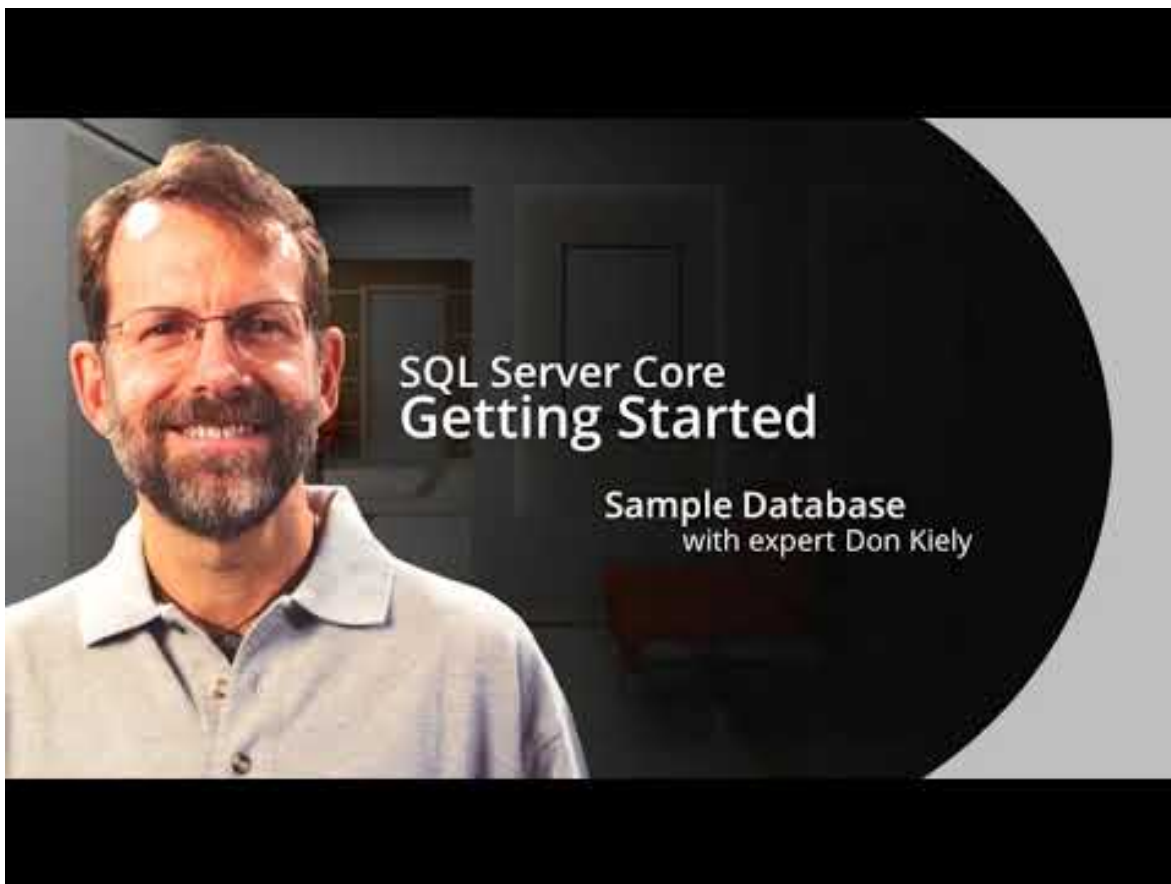 SQL Server Core
Getting Started
Sample Database
with expert Don Kiely